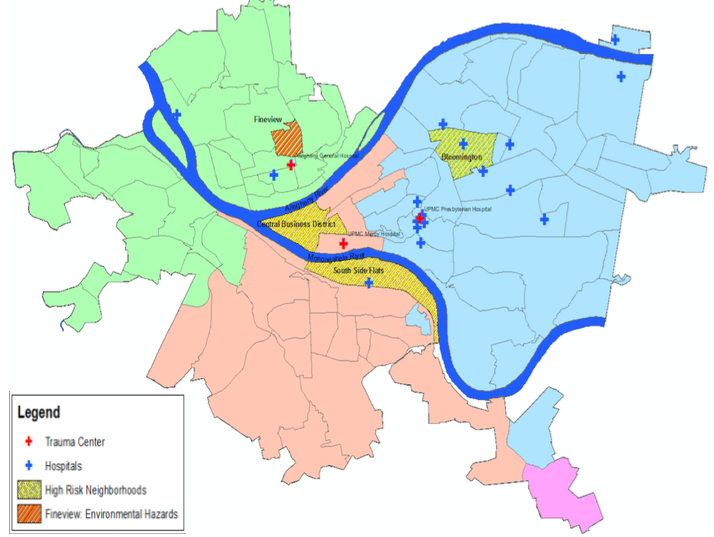 Fineview
Allegheny General Hospital
Bloomington
Allegheny River
UPMC Presbyterian Hospital
Central Business District
UPMC Mercy Hospital
Monongahela River
South Side Flats
Legend
Trauma Center
Hospitals
High Risk Neighborhoods
Fineview: Environmental Hazards